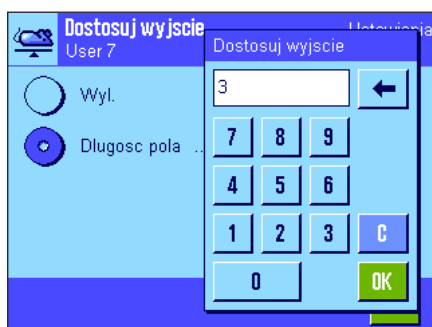 Dostosuj wyjscie
User 7
Wyl.
Dlugosc pola ..
Dostosuj wyjscie
3
7 8 9
4 5 6
1 2 3 C
0 OK